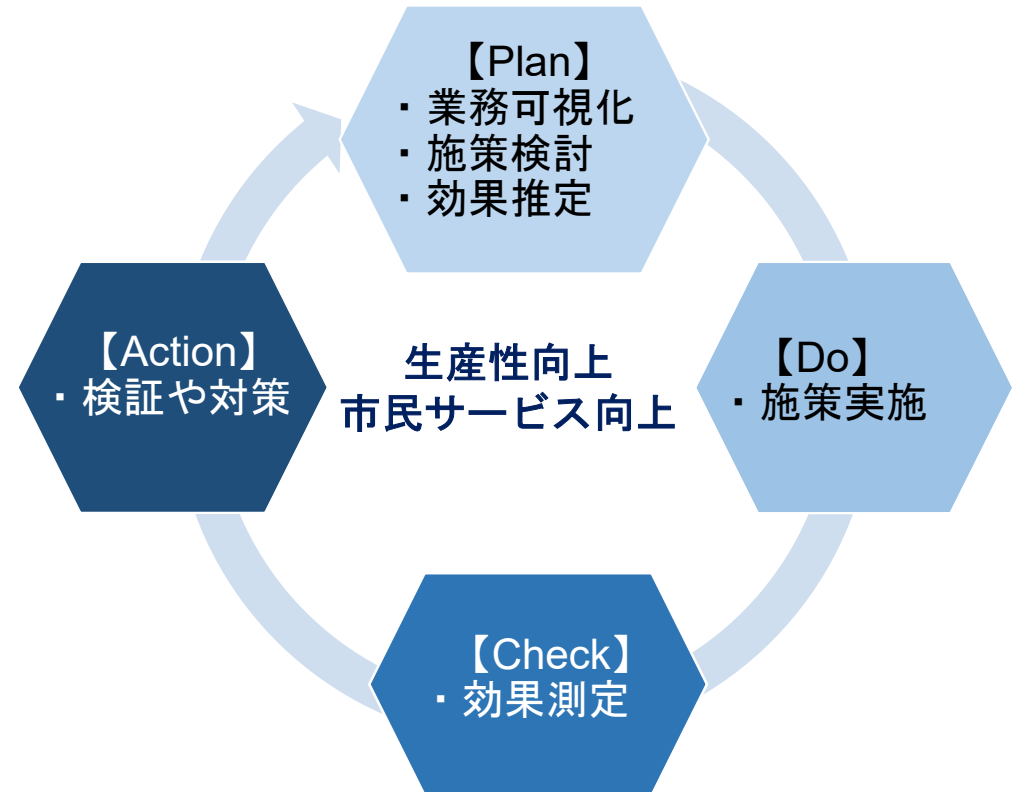 【Plan】
・業務可視化
・施策検討
・効果推定
【Do】
・施策実施
【Check】
・効果測定
【Action】
・検証や対策
生産性向上
市民サービス向上